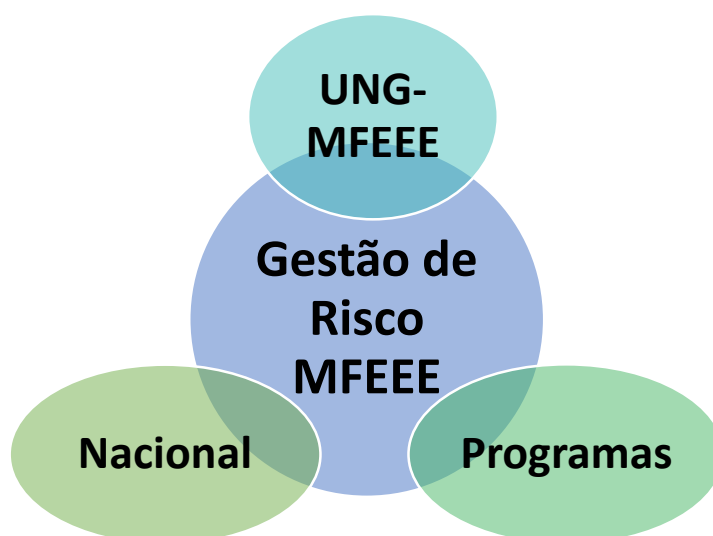 UNG-
MFEEE
Gestão de
Risco
MFEEE
Nacional
Programas